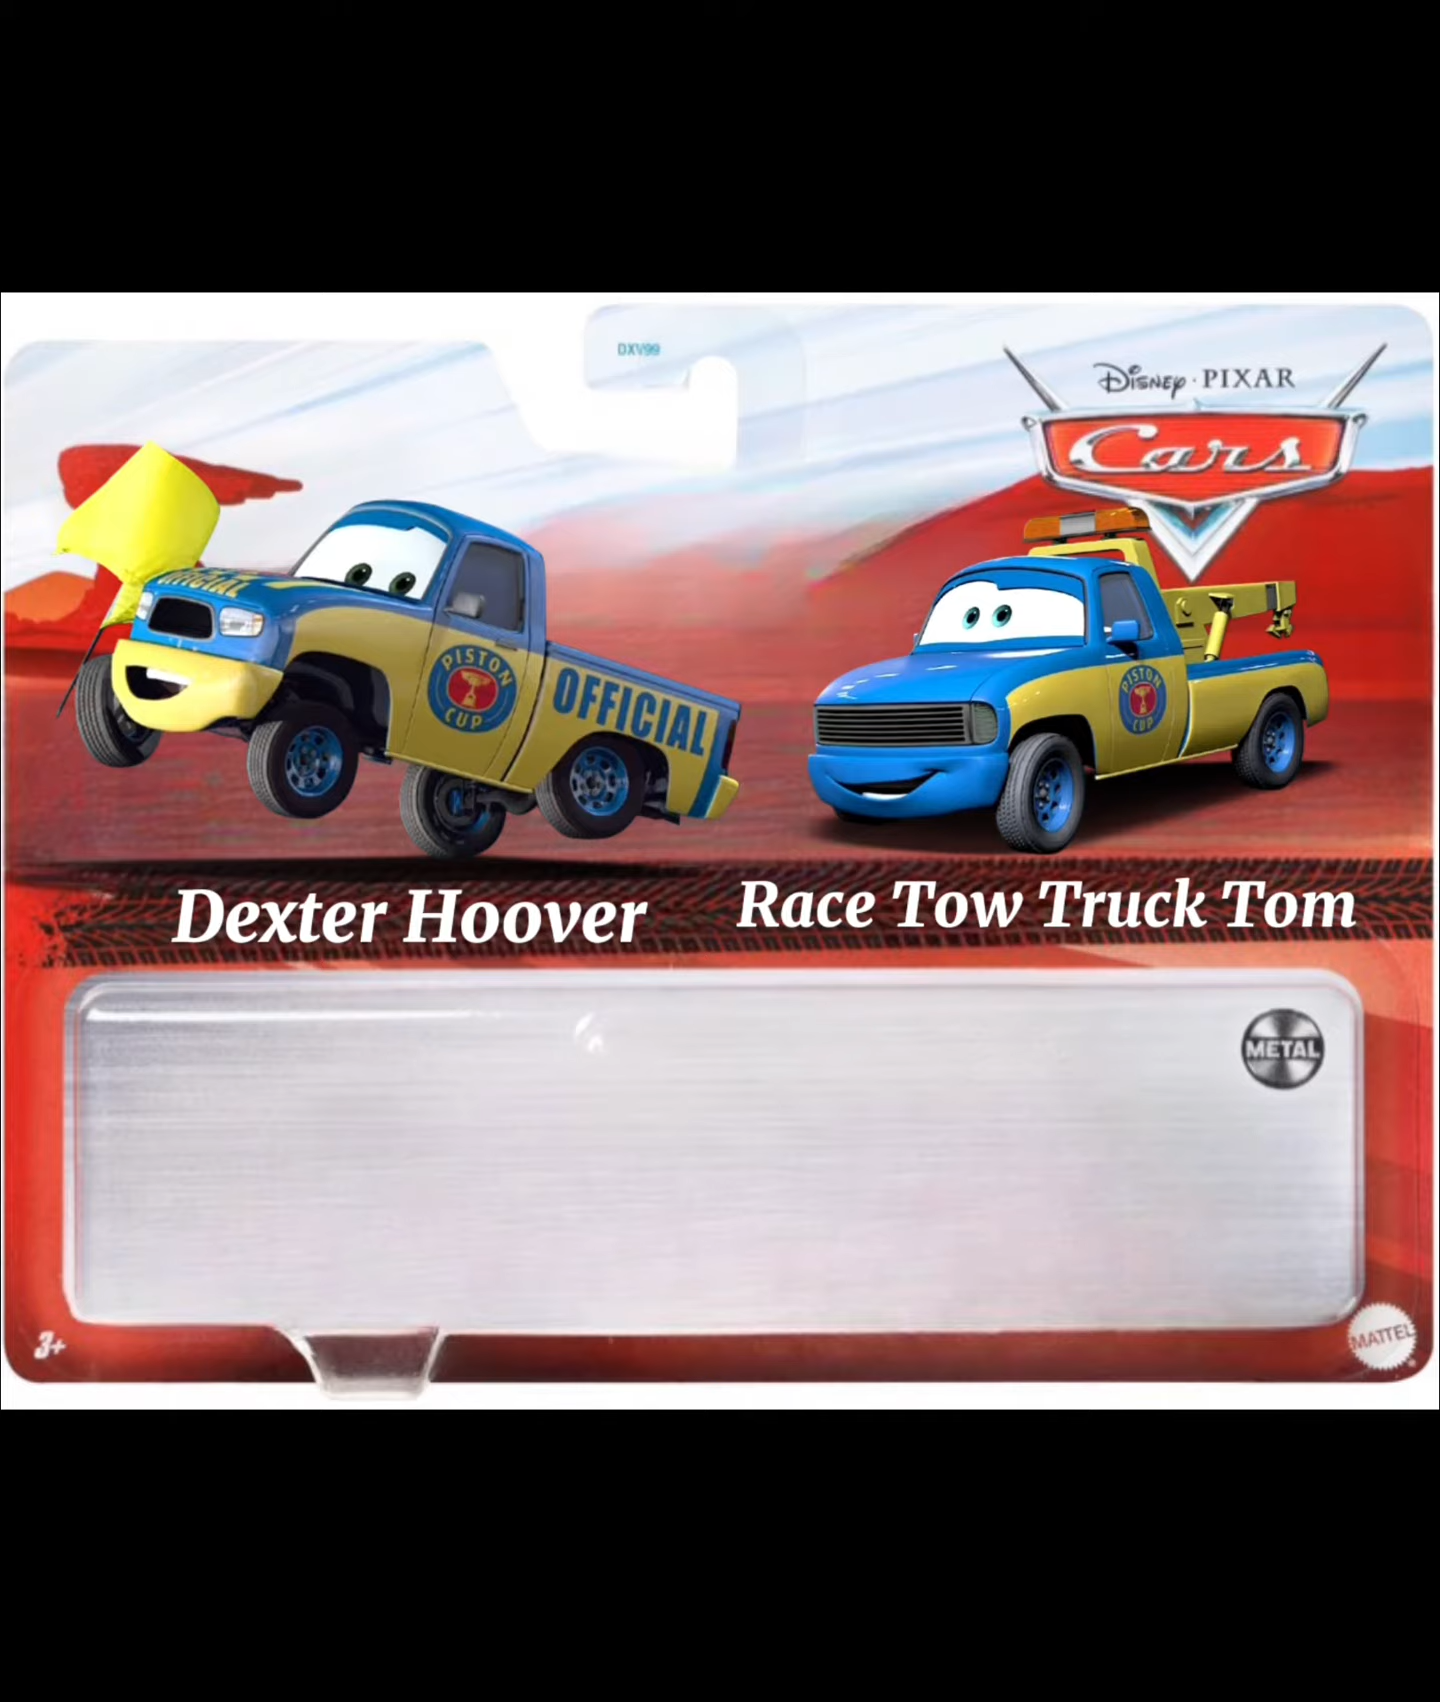 DXV99
Disney · PIXAR
Cars
OFFICIAL
PISTON
CUP
OFFICIAL
PISTON
CUP
Dexter Hoover
Race Tow Truck Tom
METAL
3+
MATTEL